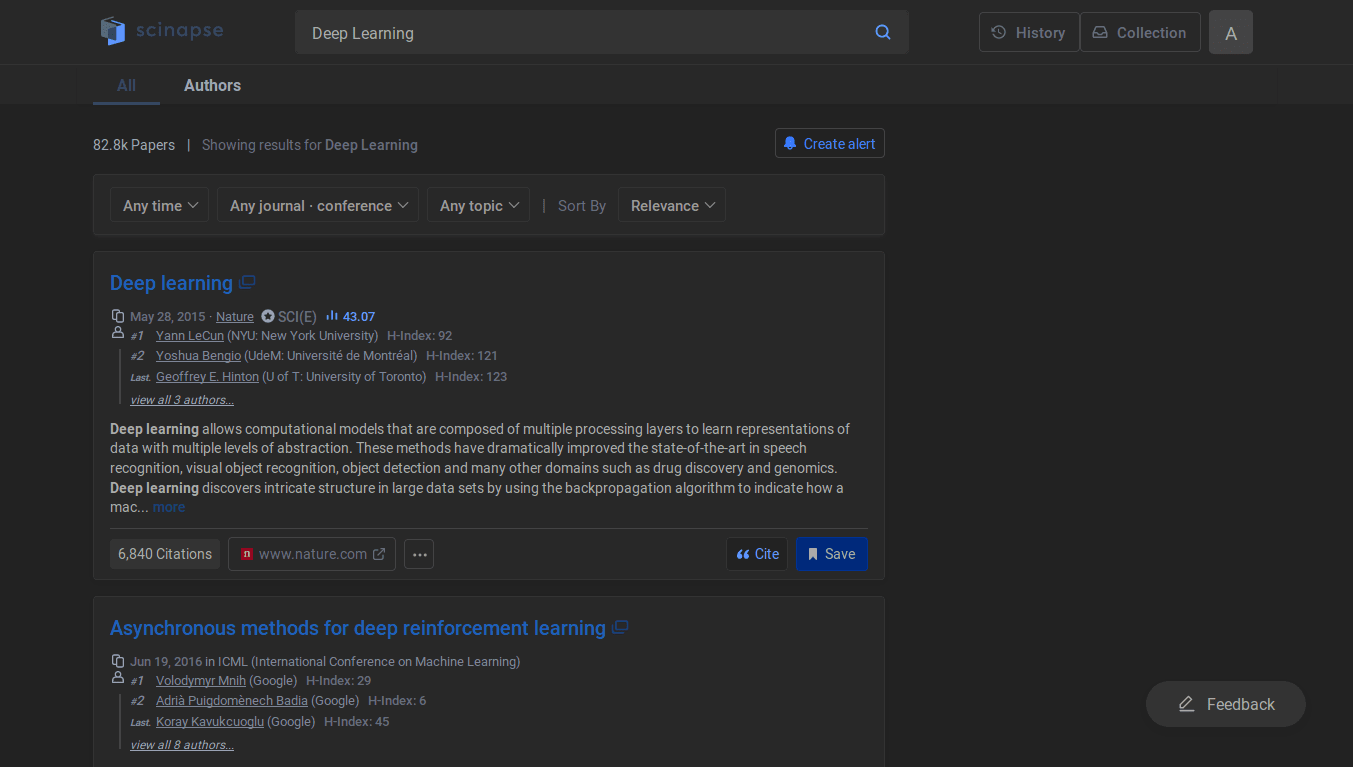 scinapse
Deep Learning
History
Collection
A
All
Authors
82.8k Papers | Showing results for Deep Learning
Create alert
Any time
Any journal · conference
Any topic
| Sort By
Relevance
Deep learning
May 28, 2015 · Nature SCI(E) 43.07
#1 Yann LeCun (NYU: New York University) H-Index: 92
#2 Yoshua Bengio (UdeM: Université de Montréal) H-Index: 121
Last. Geoffrey E. Hinton (U of T: University of Toronto) H-Index: 123
view all 3 authors...
Deep learning allows computational models that are composed of multiple processing layers to learn representations of
data with multiple levels of abstraction. These methods have dramatically improved the state-of-the-art in speech
recognition, visual object recognition, object detection and many other domains such as drug discovery and genomics.
Deep learning discovers intricate structure in large data sets by using the backpropagation algorithm to indicate how a
mac... more
6,840 Citations
n www.nature.com
...
Cite
Save
Asynchronous methods for deep reinforcement learning
Jun 19, 2016 in ICML (International Conference on Machine Learning)
#1 Volodymyr Mnih (Google) H-Index: 29
#2 Adrià Puigdomènech Badia (Google) H-Index: 6
Last. Koray Kavukcuoglu (Google) H-Index: 45
view all 8 authors...
Feedback